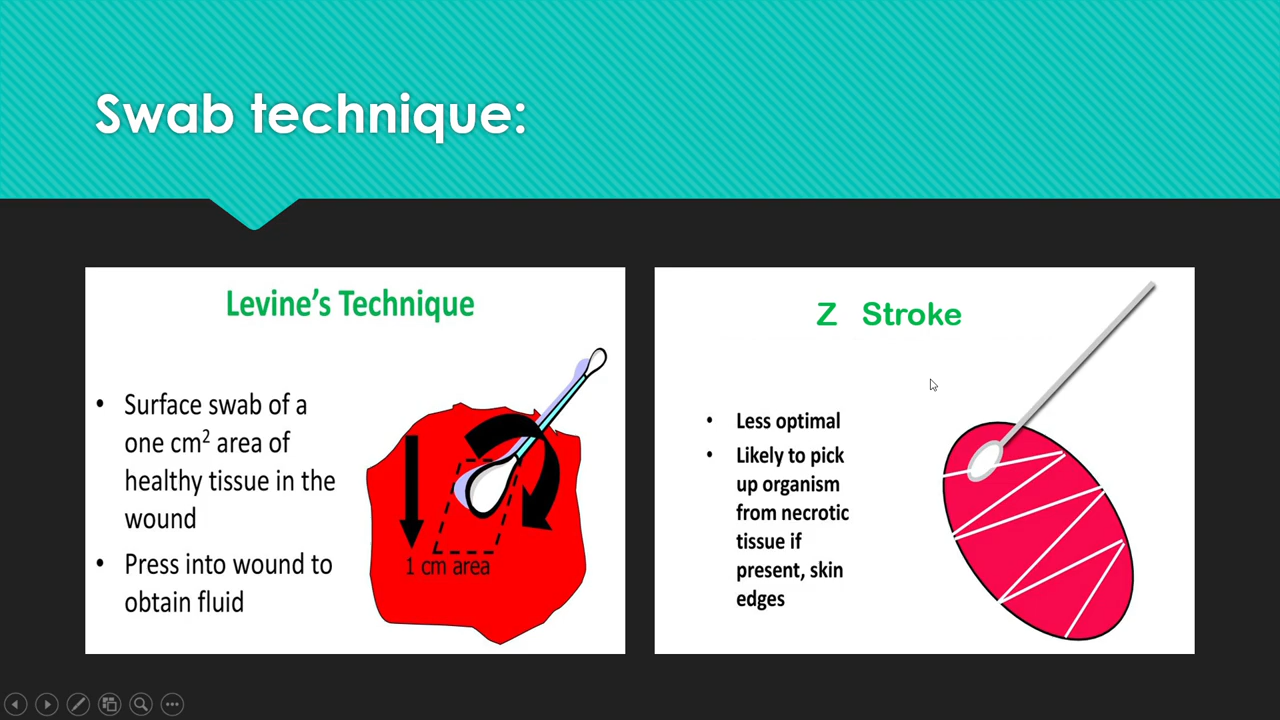 Swab technique:
Levine's Technique
• Surface swab of a
one cm² area of
healthy tissue in the
wound
• Press into wound to
obtain fluid
1 cm area
Z Stroke
• Less optimal
• Likely to pick
up organism
from necrotic
tissue if
present, skin
edges